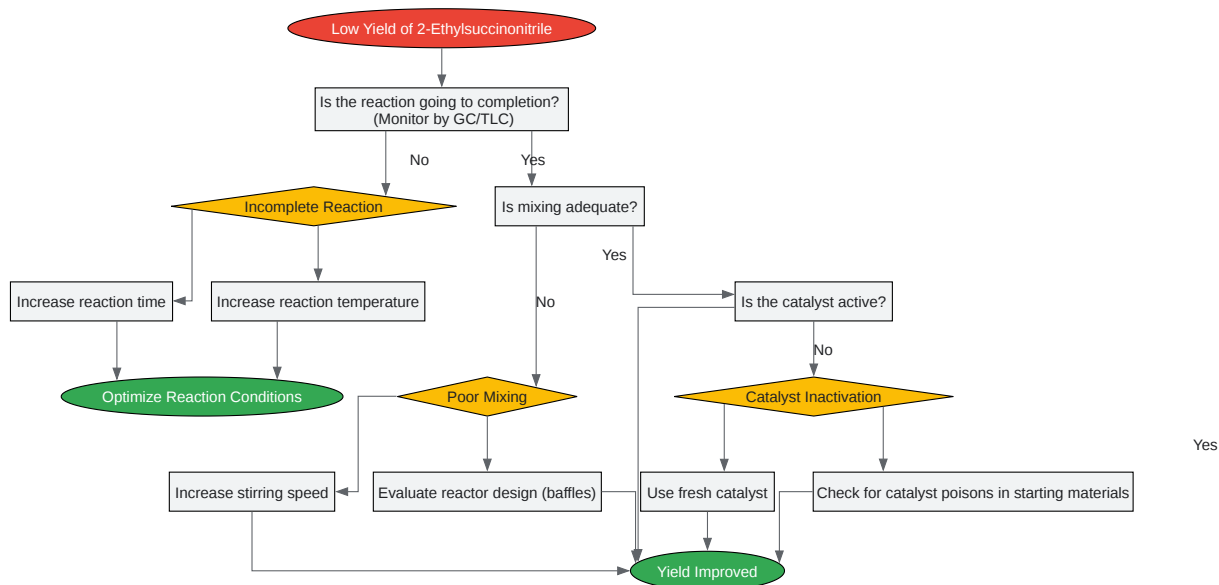 Low Yield of 2-Ethylsuccinonitrile
Is the reaction going to completion?
(Monitor by GC/TLC)
No
Yes
Incomplete Reaction
Is mixing adequate?
Yes
Increase reaction time
Increase reaction temperature
No
Is the catalyst active?
No
Optimize Reaction Conditions
Poor Mixing
Catalyst Inactivation
Yes
Increase stirring speed
Evaluate reactor design (baffles)
Use fresh catalyst
Check for catalyst poisons in starting materials
Yield Improved